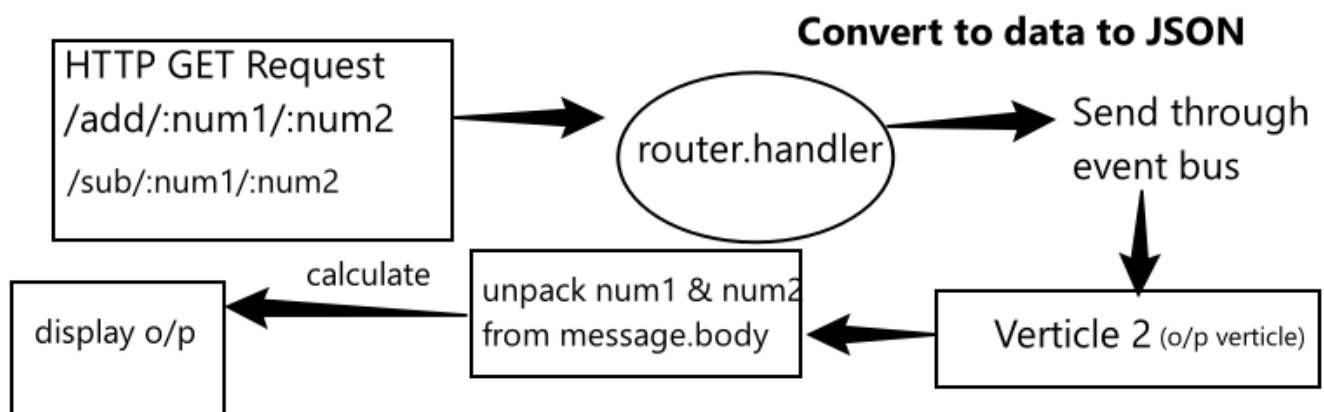 Convert to data to JSON
HTTP GET Request
/add/:num1/:num2
/sub/:num1/:num2
router.handler
Send through
event bus
Verticle 2 (o/p verticle)
unpack num1 & num2
from message.body
calculate
display o/p